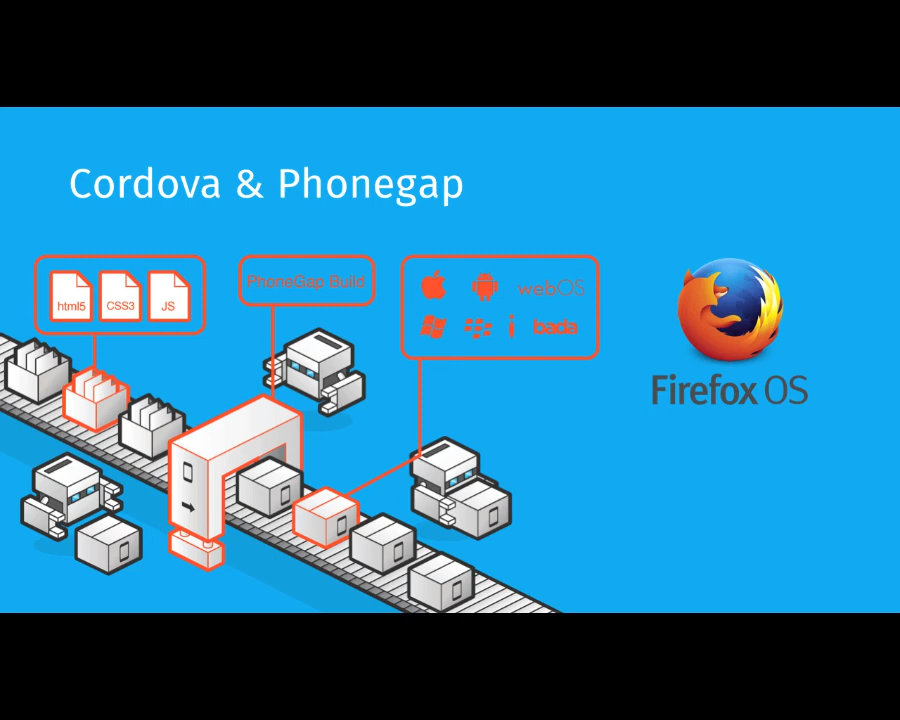 Cordova & Phonegap
html5
CSS3
JS
PhoneGap Build
webOS
bada
Firefox OS